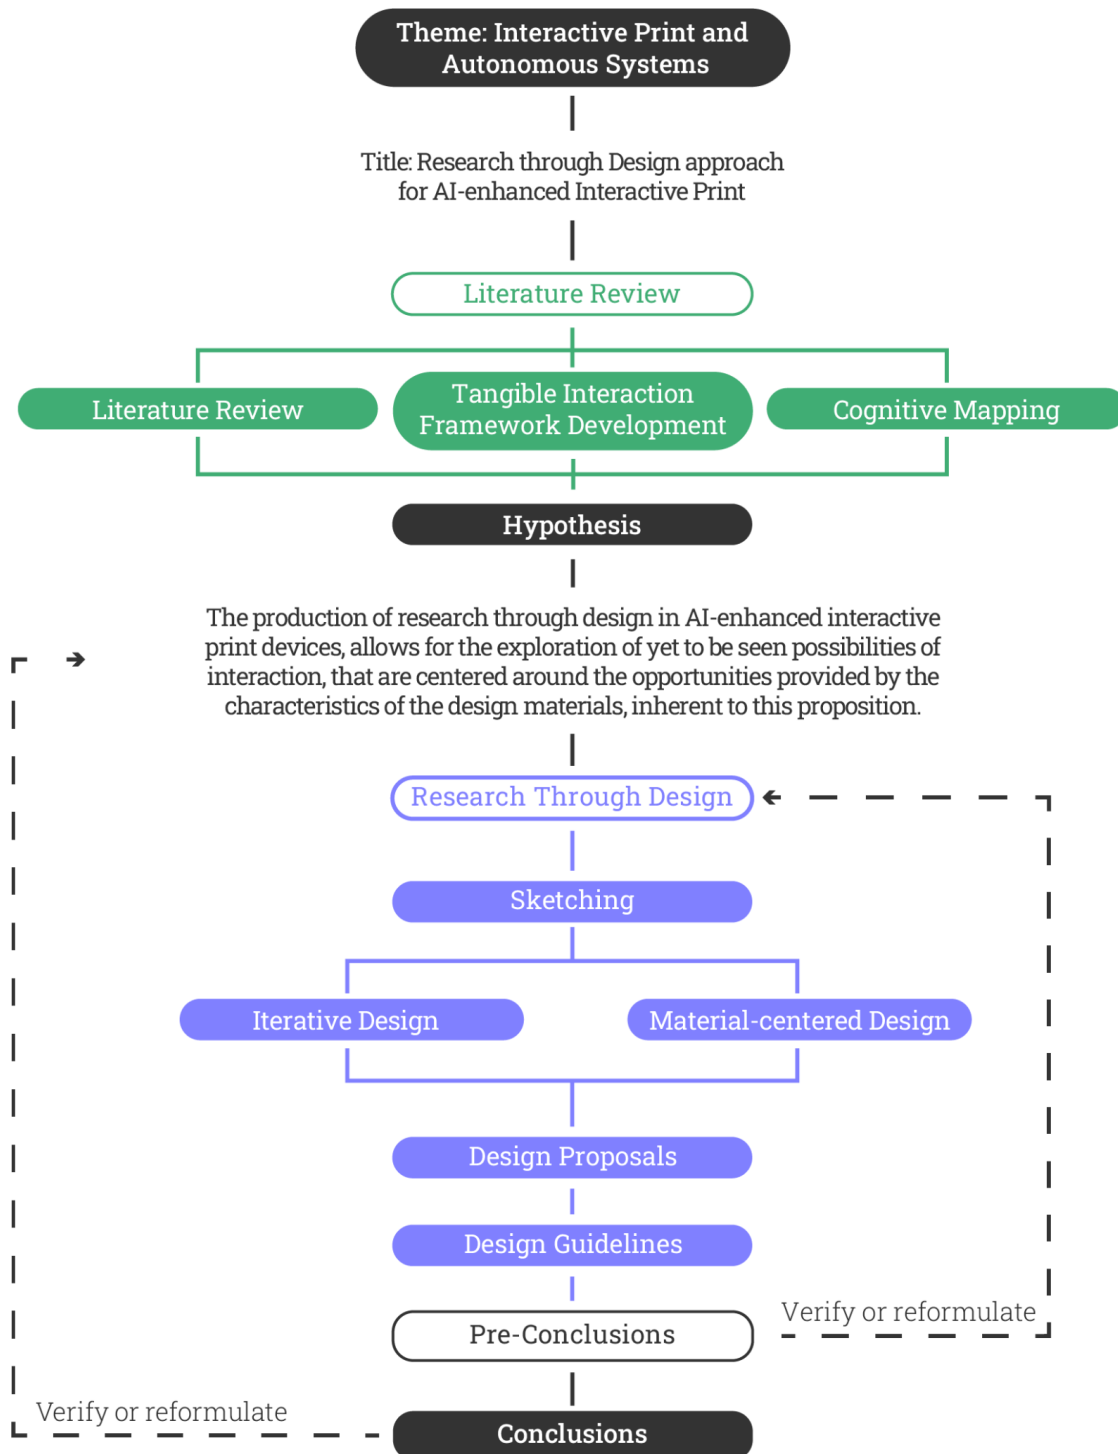 Theme: Interactive Print and
Autonomous Systems
Title: Research through Design approach
for AI-enhanced Interactive Print
Literature Review
Literature Review
Tangible Interaction
Framework Development
Cognitive Mapping
Hypothesis
The production of research through design in AI-enhanced interactive
print devices, allows for the exploration of yet to be seen possibilities of
interaction, that are centered around the opportunities provided by the
characteristics of the design materials, inherent to this proposition.
Research Through Design
Sketching
Iterative Design
Material-centered Design
Design Proposals
Design Guidelines
Pre-Conclusions
Verify or reformulate
Verify or reformulate
Conclusions